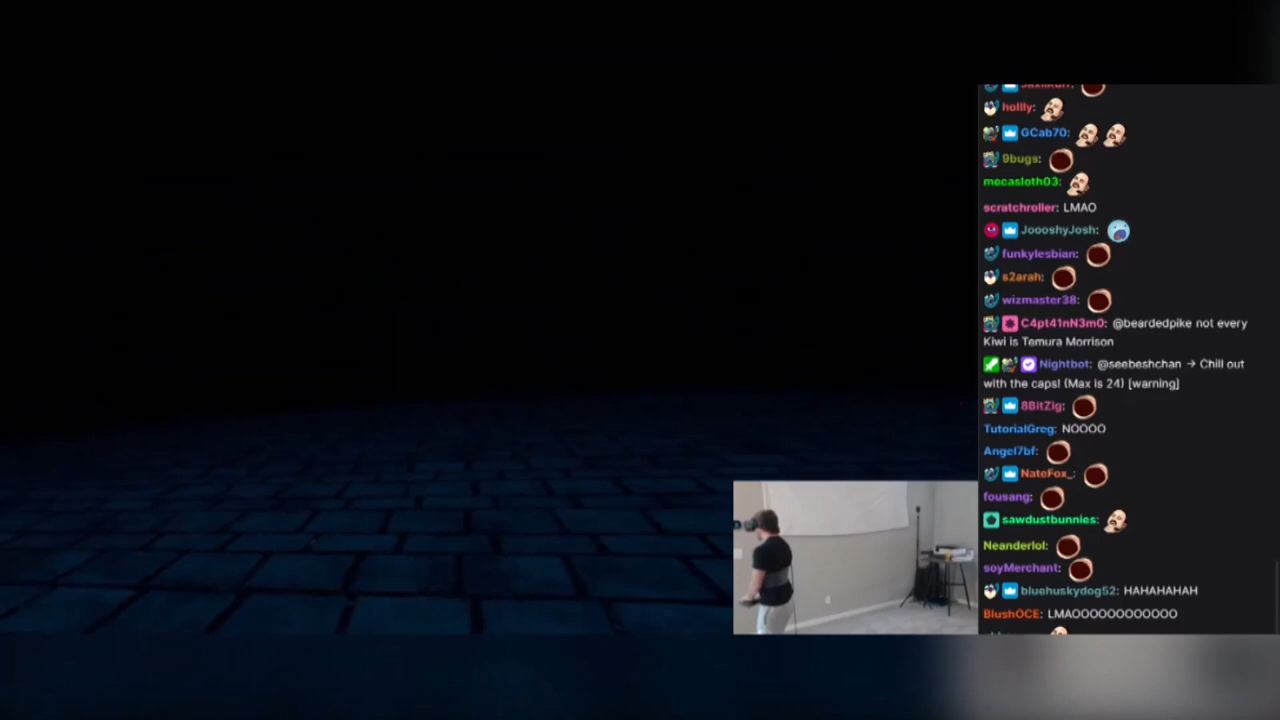 hollly:
GCab70:
9bugs:
mecasloth03:
scratchroller: LMAO
JoooshyJosh:
funkylesbian:
s2arah:
wizmaster38:
C4pt41nN3m0: @beardedpike not every
Kiwi is Temura Morrison
Nightbot: @seebeshchan → Chill out
with the caps! (Max is 24) [warning]
8BitZig:
TutorialGreg: NOOOO
Angel7bf:
NateFox_:
fousang:
sawdustbunnies:
Neanderlol:
soyMerchant:
bluehuskydog52: HAHAHAHAH
BlushOCE: LMAOOOOOOOOOOOO